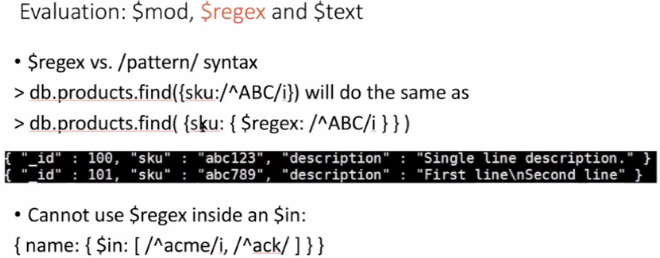 Evaluation: $mod, $regex and $text
• $regex vs. /pattern/ syntax
> db.products.find({sku:/^ABC/i}) will do the same as
> db.products.find( {sku: { $regex: /^ABC/i } } )
{ "_id" : 100, "sku" : "abc123", "description" : "Single line description." }
{ "_id" : 101, "sku" : "abc789", "description" : "First line\nSecond line" }
• Cannot use $regex inside an $in:
{ name: { $in: [ /^acme/i, /^ack/ ] } }